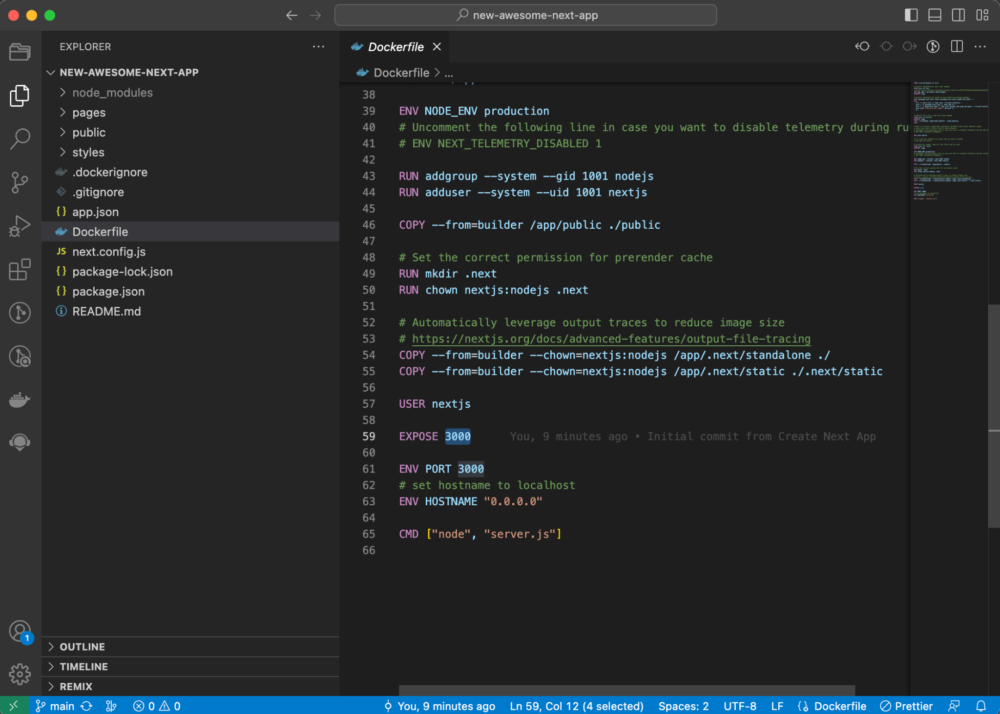 new-awesome-next-app
EXPLORER
NEW-AWESOME-NEXT-APP
node_modules
pages
public
styles
.dockerignore
.gitignore
{} app.json
Dockerfile
JS next.config.js
{} package-lock.json
{} package.json
README.md
OUTLINE
TIMELINE
REMIX
Dockerfile
Dockerfile > ...
38
39 ENV NODE_ENV production
40 # Uncomment the following line in case you want to disable telemetry during ru
41 # ENV NEXT_TELEMETRY_DISABLED 1
42
43 RUN addgroup --system --gid 1001 nodejs
44 RUN adduser --system --uid 1001 nextjs
45
46 COPY --from=builder /app/public ./public
47
48 # Set the correct permission for prerender cache
49 RUN mkdir .next
50 RUN chown nextjs:nodejs .next
51
52 # Automatically leverage output traces to reduce image size
53 # https://nextjs.org/docs/advanced-features/output-file-tracing
54 COPY --from=builder --chown=nextjs:nodejs /app/.next/standalone ./
55 COPY --from=builder --chown=nextjs:nodejs /app/.next/static ./.next/static
56
57 USER nextjs
58
59 EXPOSE 3000 You, 9 minutes ago • Initial commit from Create Next App
60
61 ENV PORT 3000
62 # set hostname to localhost
63 ENV HOSTNAME "0.0.0.0"
64
65 CMD ["node", "server.js"]
66
1
main 0 0 You, 9 minutes ago Ln 59, Col 12 (4 selected) Spaces: 2 UTF-8 LF Dockerfile Prettier